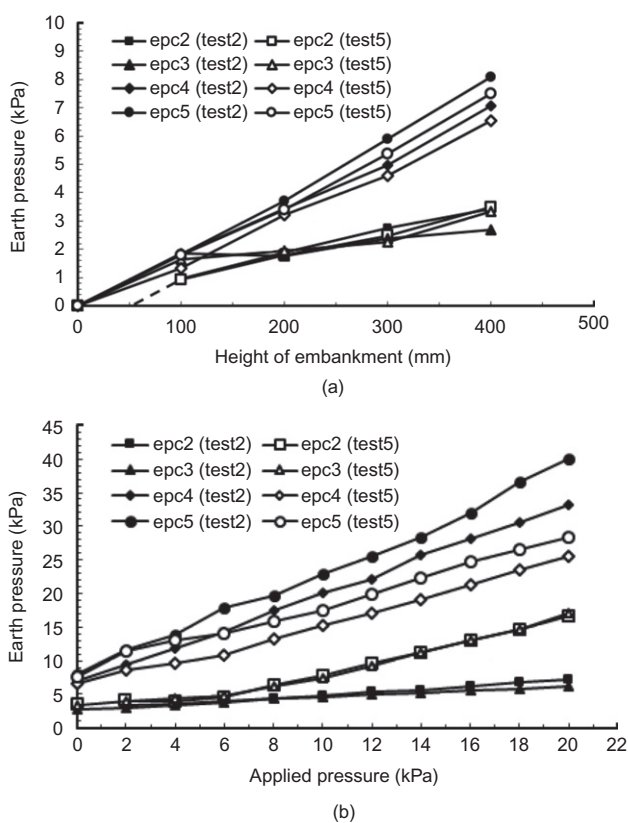 10
9
8
7
6
5
4
3
2
1
0
Earth pressure (kPa)
epc2 (test2) epc2 (test5)
epc3 (test2) epc3 (test5)
epc4 (test2) epc4 (test5)
epc5 (test2) epc5 (test5)
0 100 200 300 400 500
Height of embankment (mm)
(a)
45
40
35
30
25
20
15
10
5
0
Earth pressure (kPa)
epc2 (test2) epc2 (test5)
epc3 (test2) epc3 (test5)
epc4 (test2) epc4 (test5)
epc5 (test2) epc5 (test5)
0 2 4 6 8 10 12 14 16 18 20 22
Applied pressure (kPa)
(b)